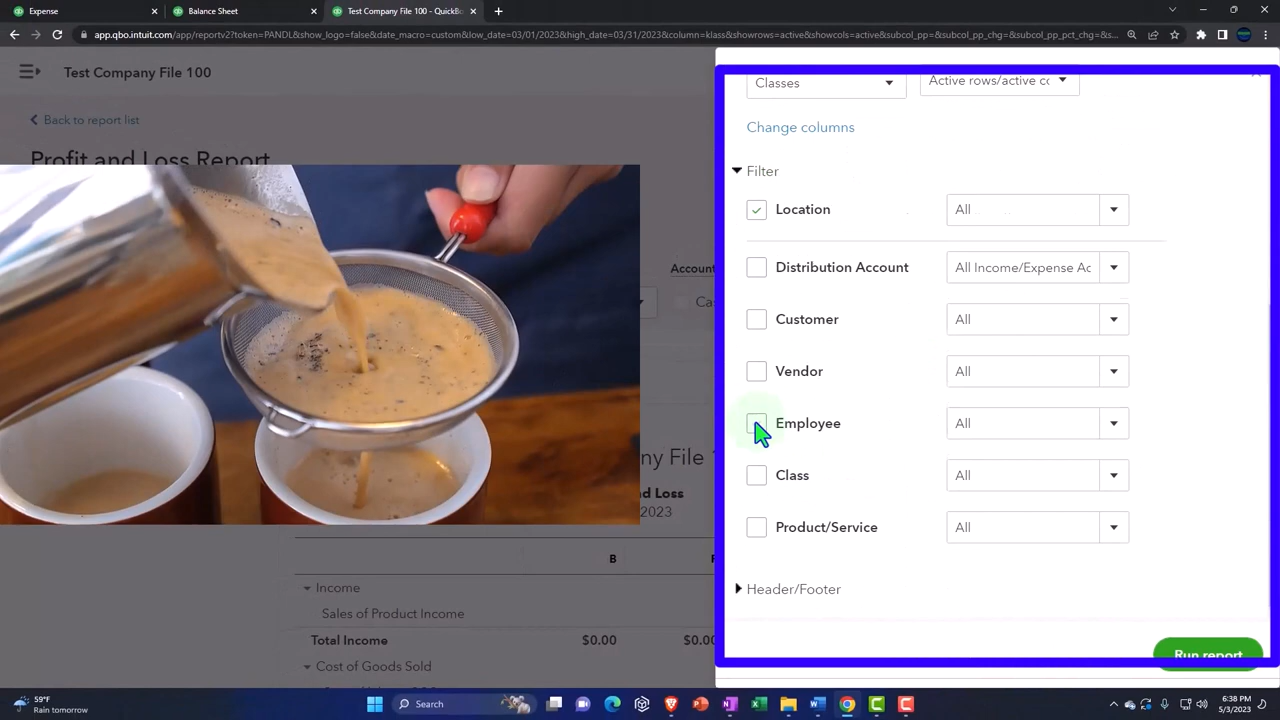 Expense
Balance Sheet
Test Company File 100 - QuickBo
app.qbo.intuit.com/app/reportv2?token=PANDL&show_logo=false&date_macro=custom&low_date=03/01/2023&high_date=03/31/2023&column=klass&showrows=active&showcols=active&subcol_pp=&subcol_pp_chg=&subcol_pp_pct_chg=&s...
Test Company File 100
Back to report list
Profit and Loss Report
Classes
Active rows/active cc
Change columns
Filter
Location
All
Distribution Account
All Income/Expense Ac
Customer
All
Vendor
All
Employee
All
Class
All
Product/Service
All
Header/Footer
Run report
Account
Ca
ny File 1
d Loss
2023
B
Income
Sales of Product Income
Total Income $0.00 $0.0
Cost of Goods Sold
59°F
Rain tomorrow
Search
6:38 PM
5/3/2023